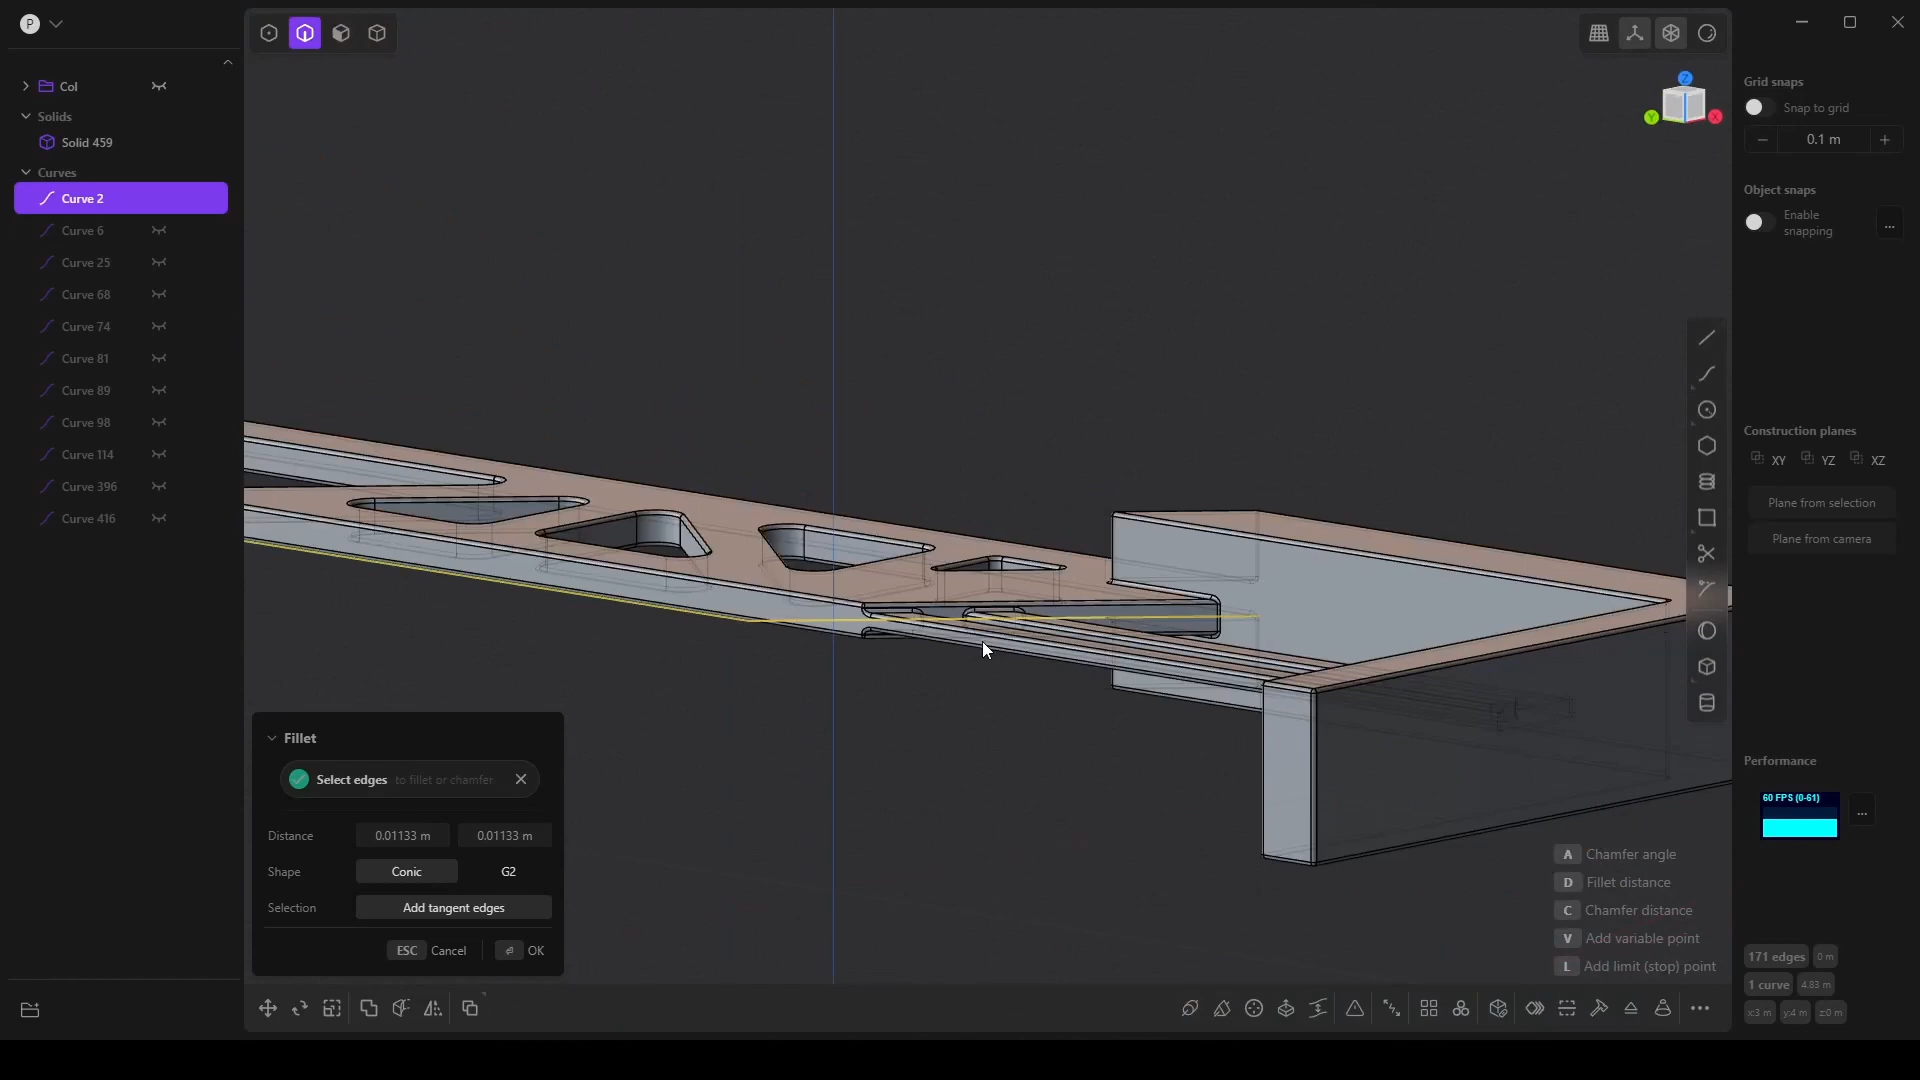 P
Col
Solids
Solid 459
Curves
Curve 2
Curve 6
Curve 25
Curve 68
Curve 74
Curve 81
Curve 89
Curve 98
Curve 114
Curve 396
Curve 416
Z
Y
X
Grid snaps
Snap to grid
0.1 m
Object snaps
Enable
snapping
...
Construction planes
XY YZ XZ
Plane from selection
Plane from camera
Performance
60 FPS (0-61)
...
Fillet
Select edges to fillet or chamfer
Distance 0.01133 m 0.01133 m
Shape Conic G2
Selection Add tangent edges
ESC Cancel OK
A Chamfer angle
D Fillet distance
C Chamfer distance
V Add variable point
L Add limit (stop) point
171 edges 0 m
1 curve 4.83 m
x:3 m y:4 m z:0 m